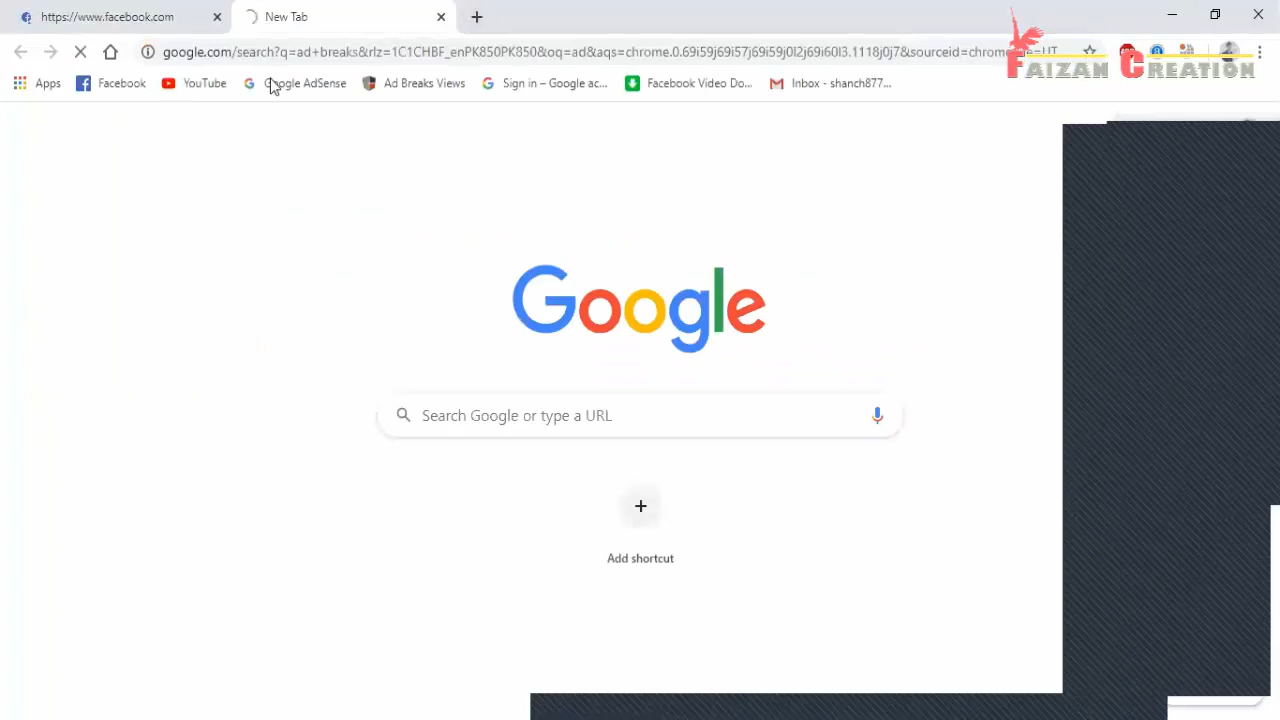 https://www.facebook.com
New Tab
google.com/search?q=ad+breaks&rlz=1C1CHBF_enPK850PK850&oq=ad&aqs=chrome.0.69i59j69i57j69i59j0l2j69i60l3.1118j0j7&sourceid=chrome UT
FAIZAN CREATION
Apps Facebook YouTube Google AdSense Ad Breaks Views Sign in – Google ac... Facebook Video Do... Inbox - shanch877...
Google
Search Google or type a URL
Add shortcut